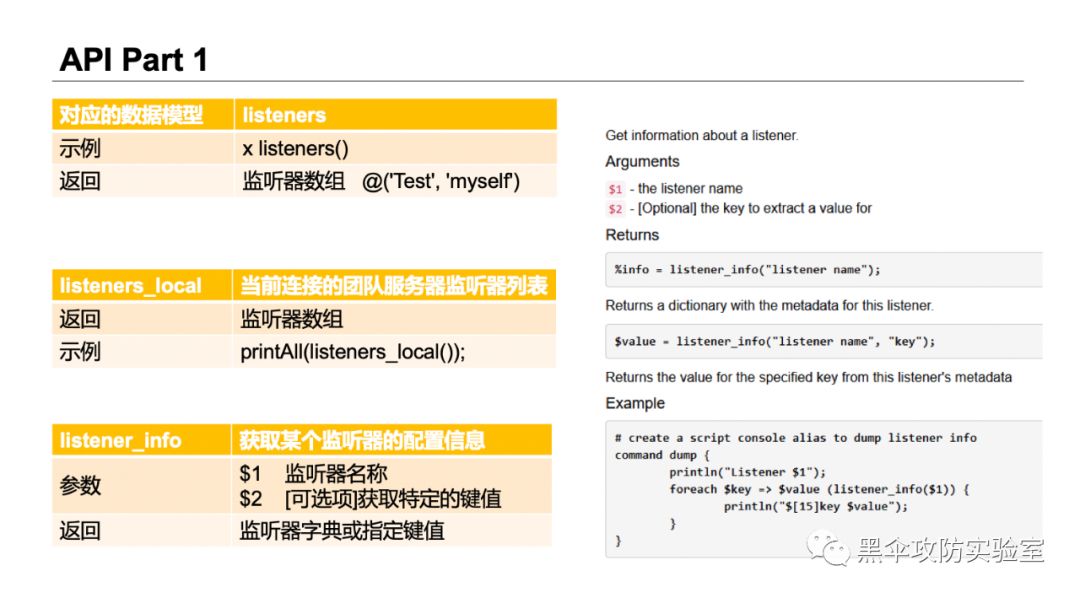 API Part 1
对应的数据模型 listeners
示例 x listeners()
返回 监听器数组 @('Test', 'myself')
listeners_local 当前连接的团队服务器监听器列表
返回 监听器数组
示例 printAll(listeners_local());
listener_info 获取某个监听器的配置信息
参数 $1 监听器名称
$2 [可选项]获取特定的键值
返回 监听器字典或指定键值
Get information about a listener.
Arguments
$1 - the listener name
$2 - [Optional] the key to extract a value for
Returns
%info = listener_info("listener name");
Returns a dictionary with the metadata for this listener.
$value = listener_info("listener name", "key");
Returns the value for the specified key from this listener's metadata
Example
# create a script console alias to dump listener info
command dump {
println("Listener $1");
foreach $key => $value (listener_info($1)) {
println("$[15]key $value");
}
}
黑伞攻防实验室